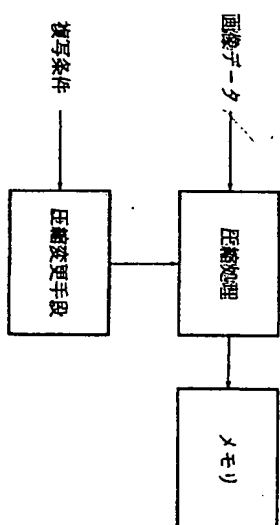 画像データ
圧縮処理
メモリ
複写条件
圧縮変更手段